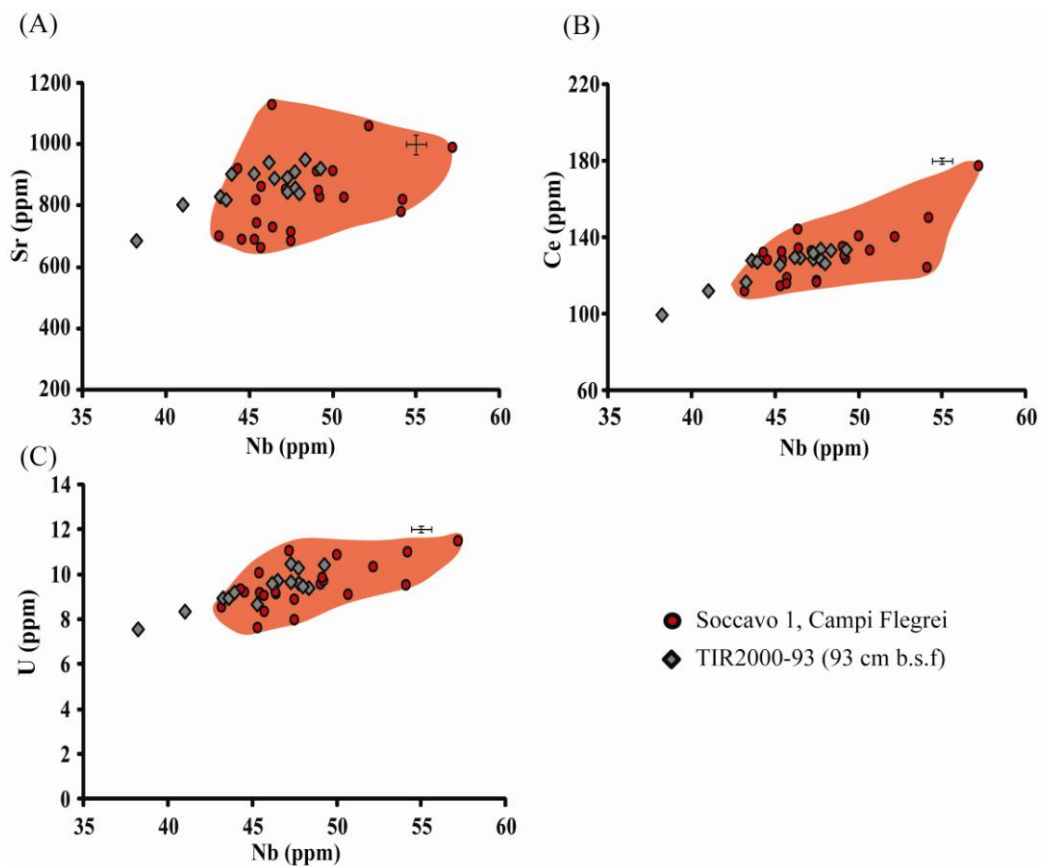 (A)
1200
1000
800
600
400
200
Sr (ppm)
35 40 45 50 55 60
Nb (ppm)
(B)
220
180
140
100
60
Ce (ppm)
35 40 45 50 55 60
Nb (ppm)
(C)
14
12
10
8
6
4
2
0
U (ppm)
35 40 45 50 55 60
Nb (ppm)
Soccavo 1, Campi Flegrei
TIR2000-93 (93 cm b.s.f)